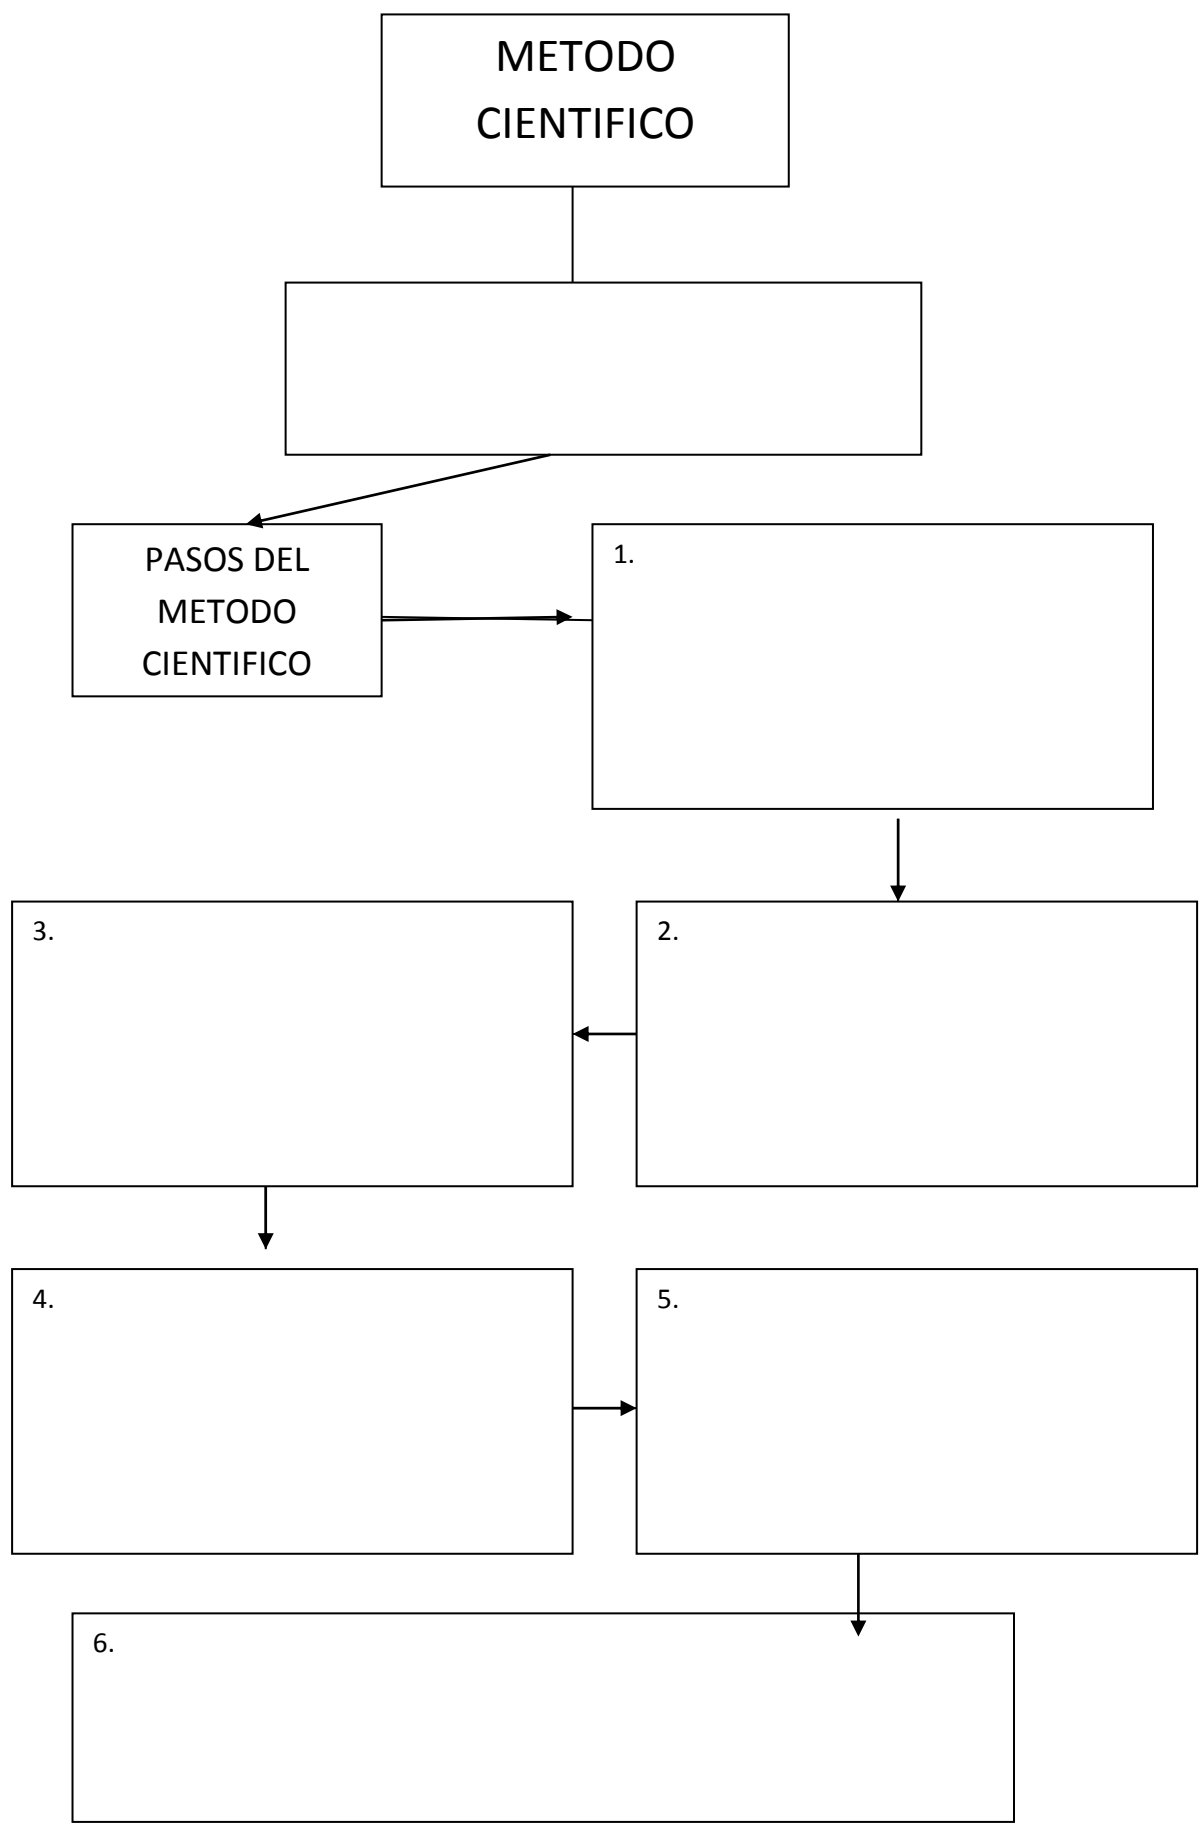 METODO
CIENTIFICO
PASOS DEL
METODO
CIENTIFICO
1.
2.
3.
4.
5.
6.